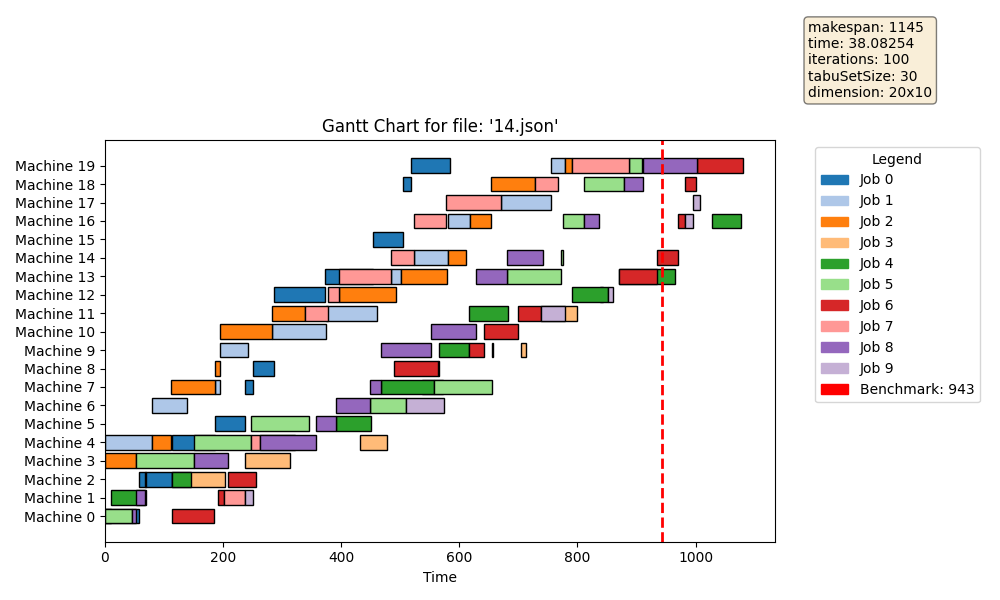 makespan: 1145
time: 38.08254
iterations: 100
tabuSetSize: 30
dimension: 20x10
Gantt Chart for file: '14.json'
Machine 19
Machine 18
Machine 17
Machine 16
Machine 15
Machine 14
Machine 13
Machine 12
Machine 11
Machine 10
Machine 9
Machine 8
Machine 7
Machine 6
Machine 5
Machine 4
Machine 3
Machine 2
Machine 1
Machine 0
0 200 400 600 800 1000
Time
Legend
Job 0
Job 1
Job 2
Job 3
Job 4
Job 5
Job 6
Job 7
Job 8
Job 9
Benchmark: 943